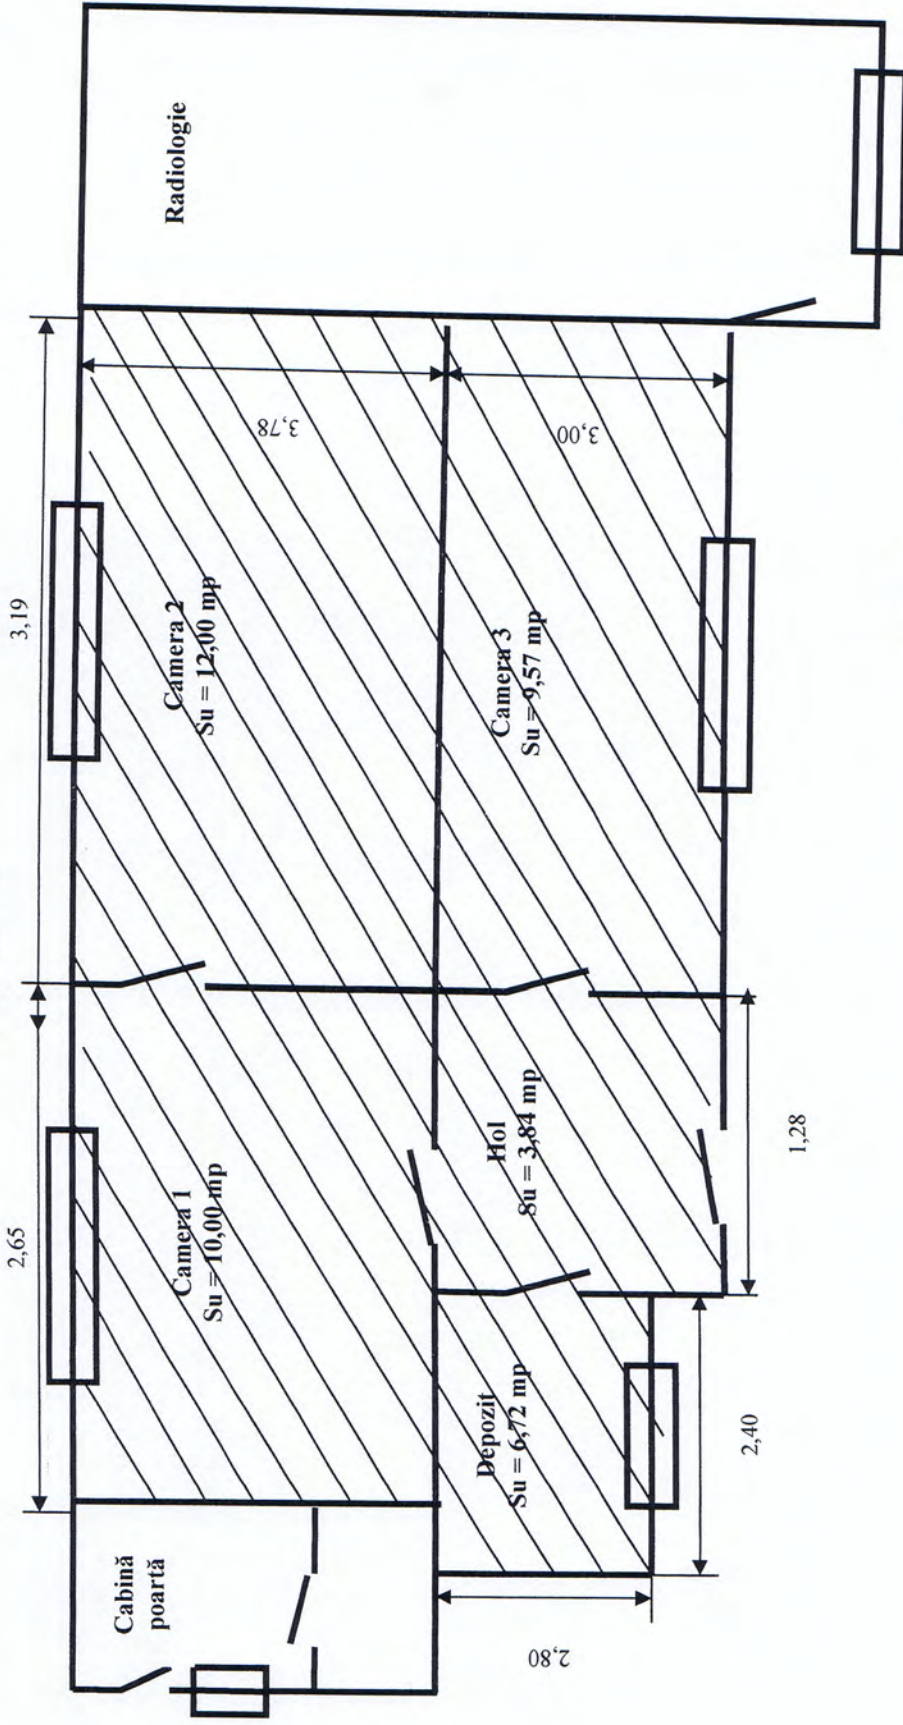 Radiologie
3,19
3,78
3,00
Camera 2
Su = 12,00 mp
Camera 3
Su = 9,57 mp
2,65
Camera 1
Su = 10,00 mp
Hol
Su = 3,84 mp
1,28
Depozit
Su = 6,72 mp
2,40
2,80
Cabină
poartă